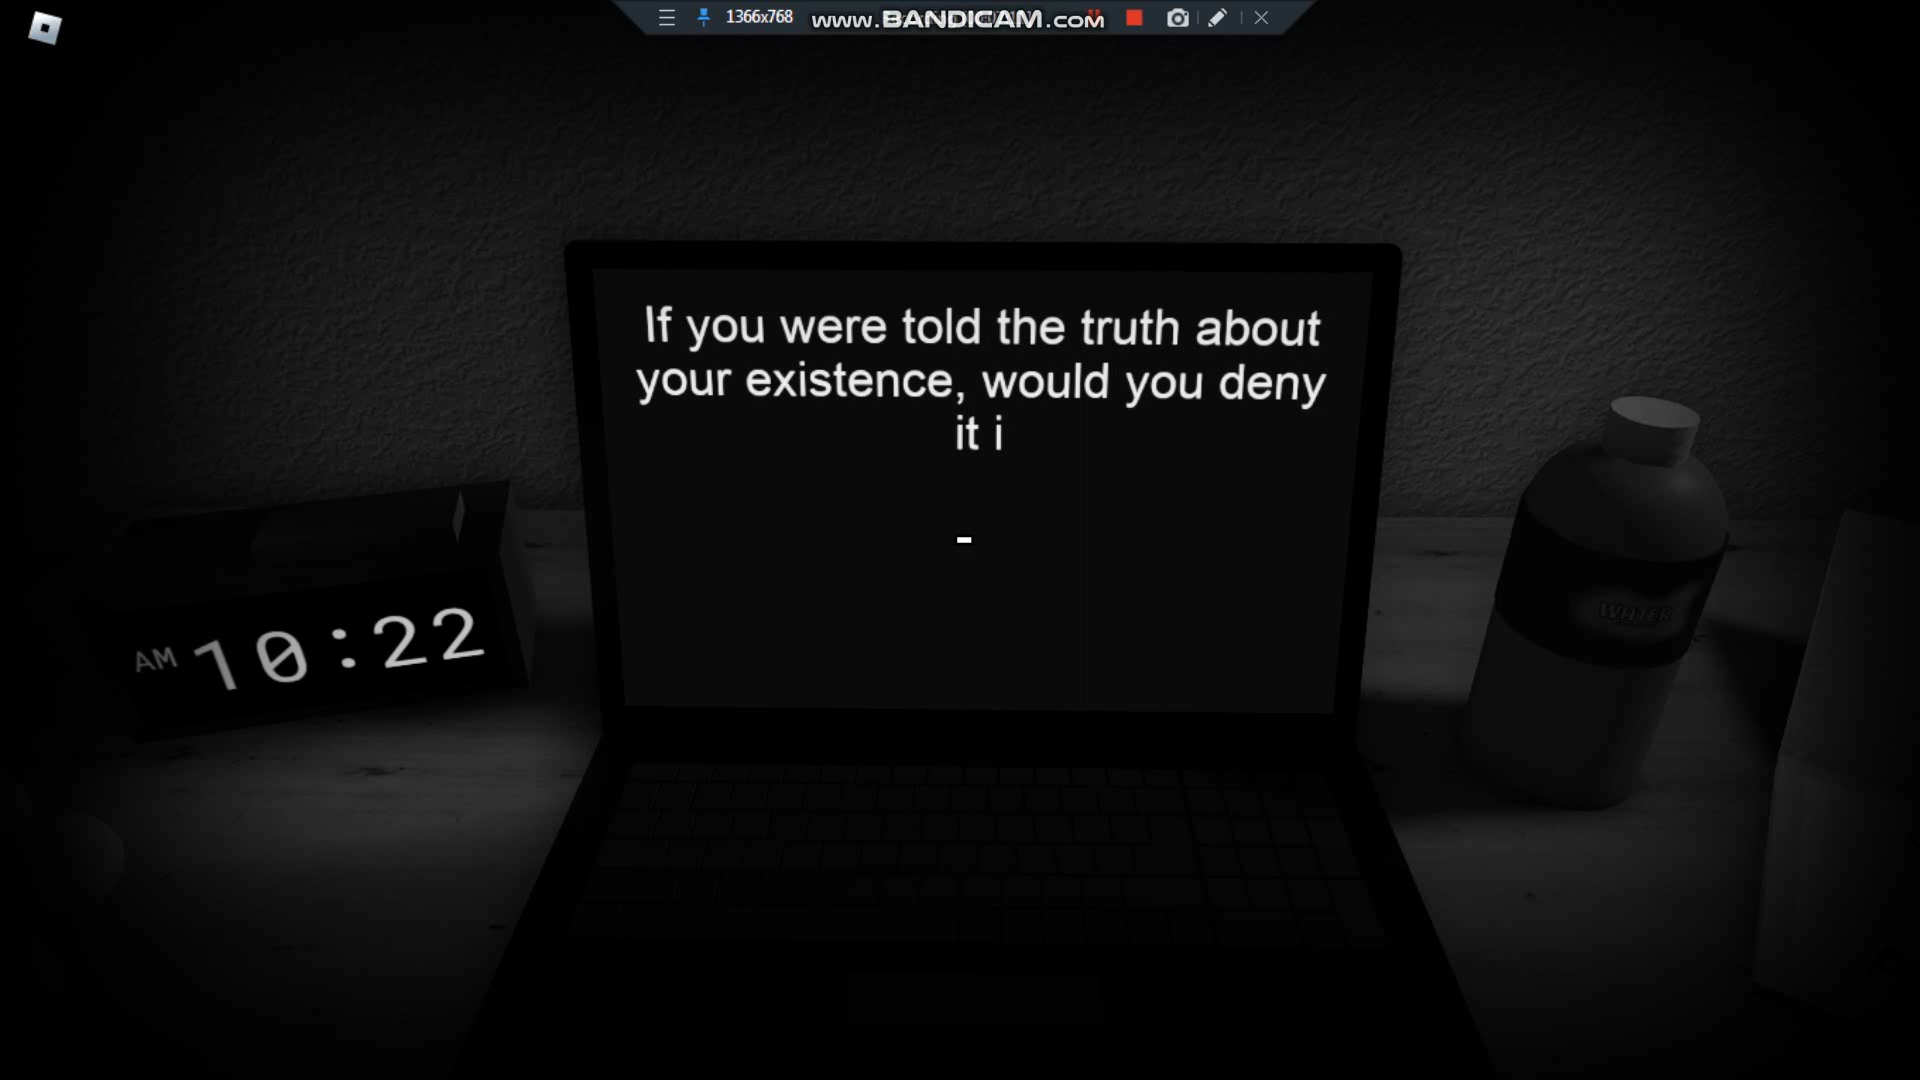 1366x768
www.BANDICAM.com
If you were told the truth about
your existence, would you deny
it i
-
AM 10:22
WATER